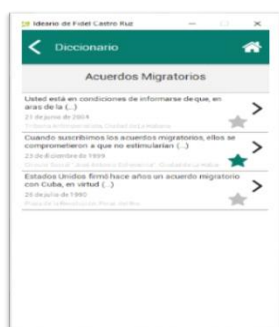 Ideario de Fidel Castro Ruz
Diccionario
Acuerdos Migratorios
Usted está en condiciones de informarse de que, en
aras de la (...)
21 de junio de 2004
Cuando suscribimos los acuerdos migratorios, ellos se
comprometieron a que no estimularían (...)
23 de diciembre de 1999
Estados Unidos firmó hace años un acuerdo migratorio
con Cuba, en virtud (...)
26 de julio de